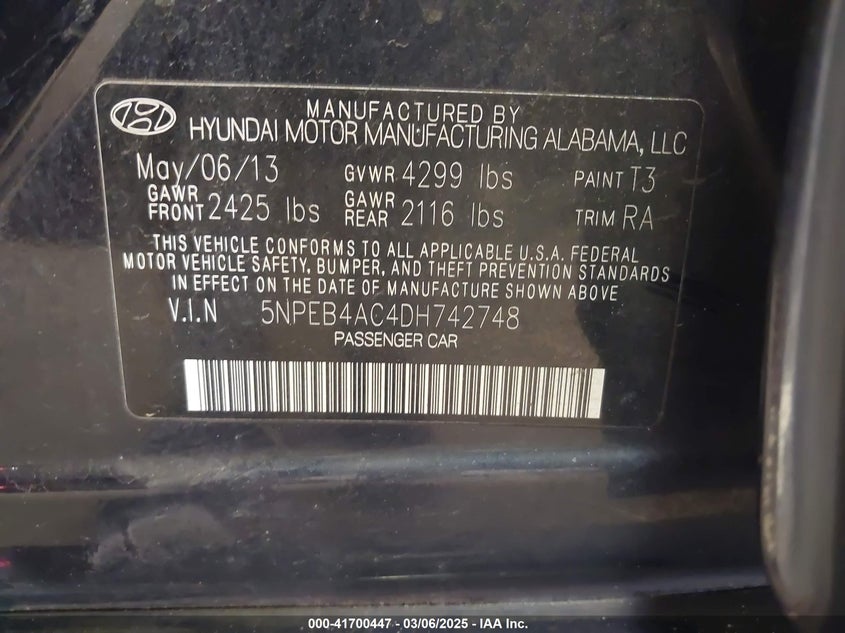 MANUFACTURED BY
HYUNDAI MOTOR MANUFACTURING ALABAMA, LLC
May/06/13 GVWR 4299 lbs PAINT T3
GAWR FRONT 2425 lbs GAWR REAR 2116 lbs TRIM RA
THIS VEHICLE CONFORMS TO ALL APPLICABLE U.S.A. FEDERAL
MOTOR VEHICLE SAFETY, BUMPER, AND THEFT PREVENTION STANDARDS
IN EFFECT ON THE DATE OF MANUFACTURE SHOWN ABOVE.
V.I.N 5NPEB4AC4DH742748
PASSENGER CAR
000-41700447 - 03/06/2025 - IAA Inc.